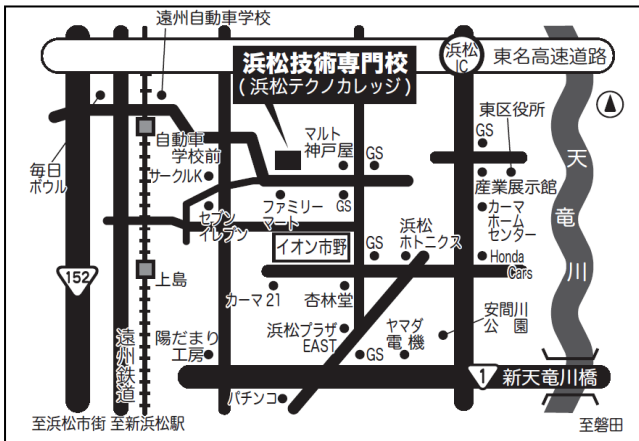 遠州自動車学校
浜松
IC
東名高速道路
浜松技術専門校
(浜松テクノカレッジ)
東区役所
GS
自動車
学校前
マルト
神戸屋
GS
天竜川
毎日
ボウル
サークルK
産業展示館
カーマ
ホーム
センター
セブン
イレブン
ファミリー
マート
GS
浜松
ホトニクス
イオン市野
GS
Honda
Cars
152
上島
カーマ21
杏林堂
安間川
公園
遠州鉄道
陽だまり
工房
浜松プラザ
EAST
GS
ヤマダ
電機
1
新天竜川橋
パチンコ
至浜松市街
至新浜松駅
至磐田